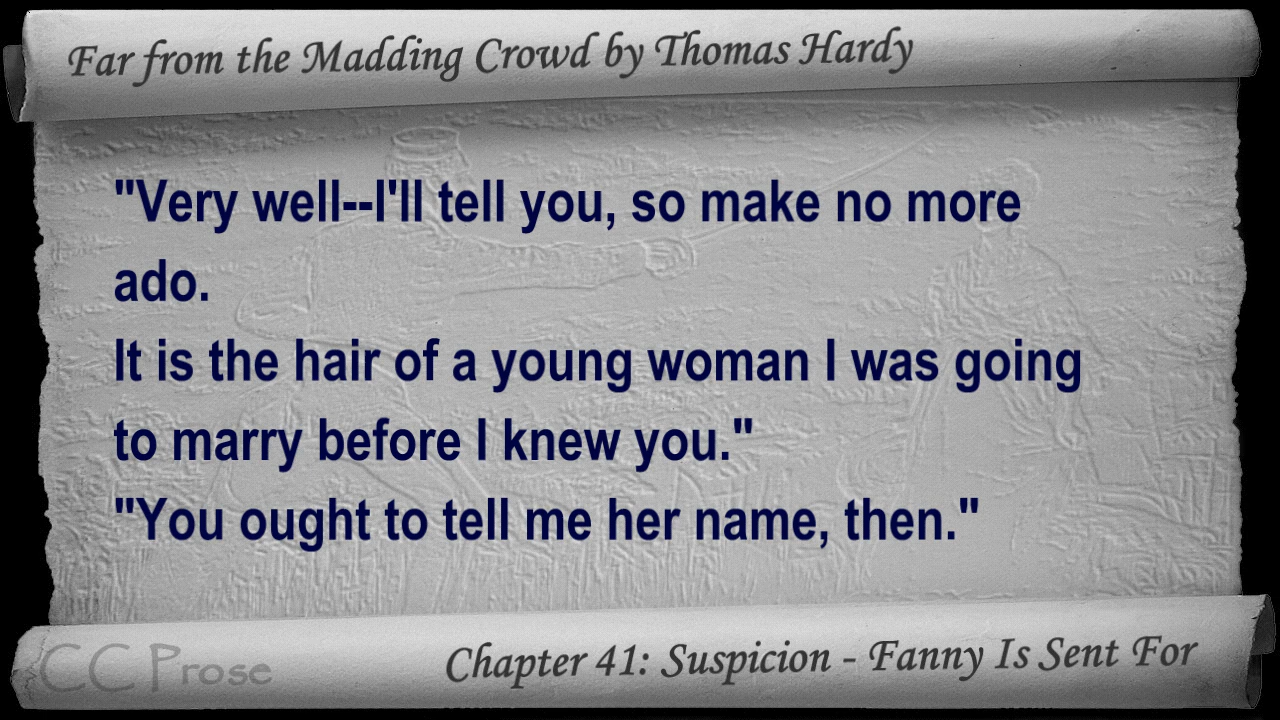 Far from the Madding Crowd by Thomas Hardy
"Very well--I'll tell you, so make no more
ado.
It is the hair of a young woman I was going
to marry before I knew you."
"You ought to tell me her name, then."
CC Prose
Chapter 41: Suspicion - Fanny Is Sent For